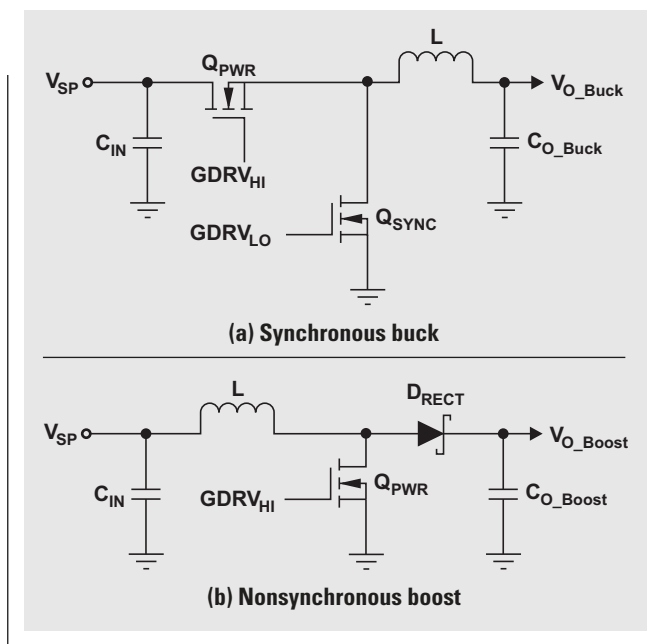 L
Q_PWR
V_SP
V_O_Buck
C_IN
C_O_Buck
GDRV_HI
Q_SYNC
GDRV_LO
(a) Synchronous buck
L
D_RECT
V_SP
V_O_Boost
C_IN
GDRV_HI
Q_PWR
C_O_Boost
(b) Nonsynchronous boost